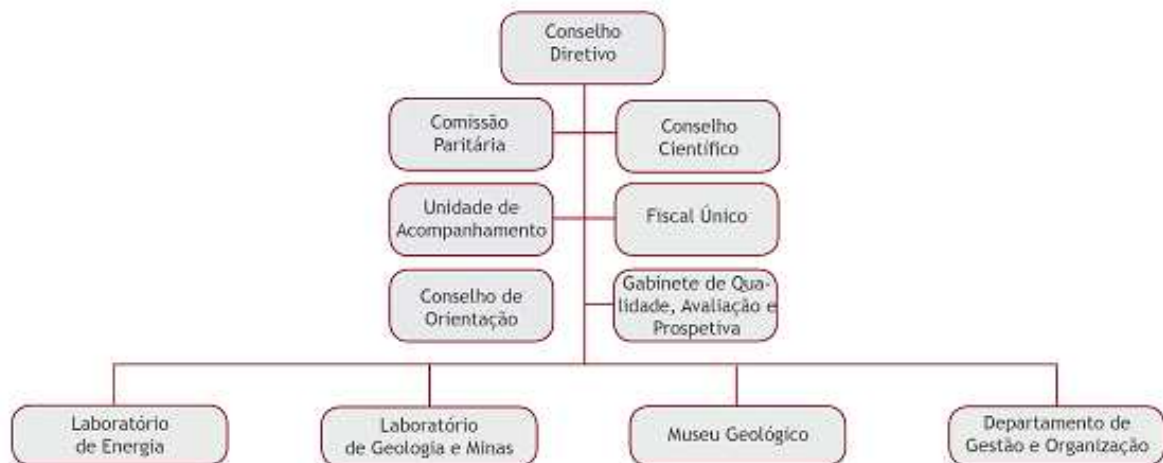 Conselho
Diretivo
Comissão
Paritária
Conselho
Científico
Unidade de
Acompanhamento
Fiscal Único
Conselho de
Orientação
Gabinete de Qua-
lidade, Avaliação e
Prospetiva
Laboratório
de Energia
Laboratório
de Geologia e Minas
Museu Geológico
Departamento de
Gestão e Organização